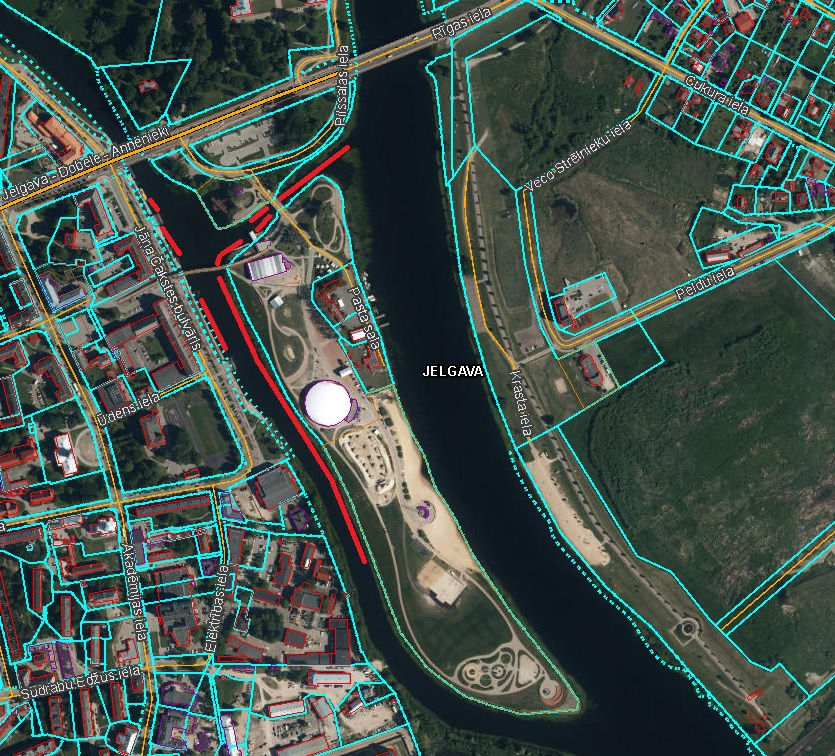 Rīgas iela
Pilssalas iela
Cukura iela
Jelgava - Dobele - Annenieki
Veco Strēlnieku iela
Jāņa Čakstes bulvāris
Peldu iela
Pasta sala
JELGAVA
Krasta iela
Ūdens iela
a
Akadēmijas iela
Elektrības iela
Sudrabu Edžus iela